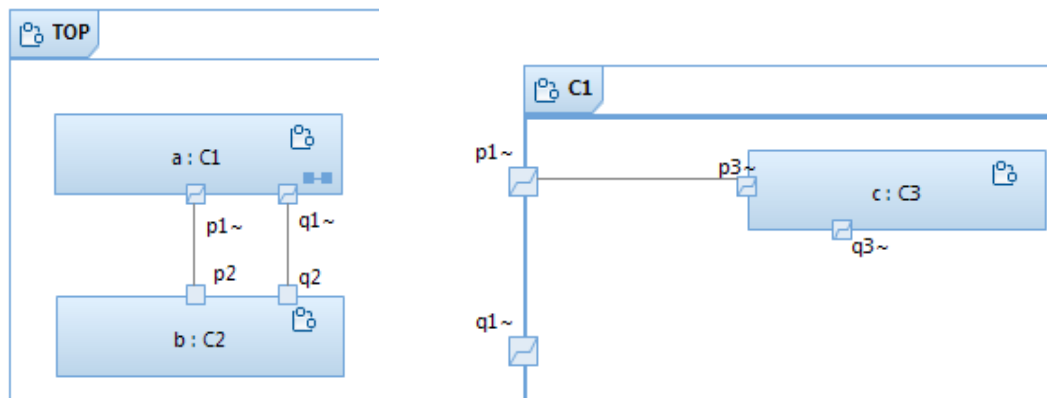 TOP
a : C1
p1~
q1~
p2
q2
b : C2
C1
p1~
p3~
c : C3
q3~
q1~